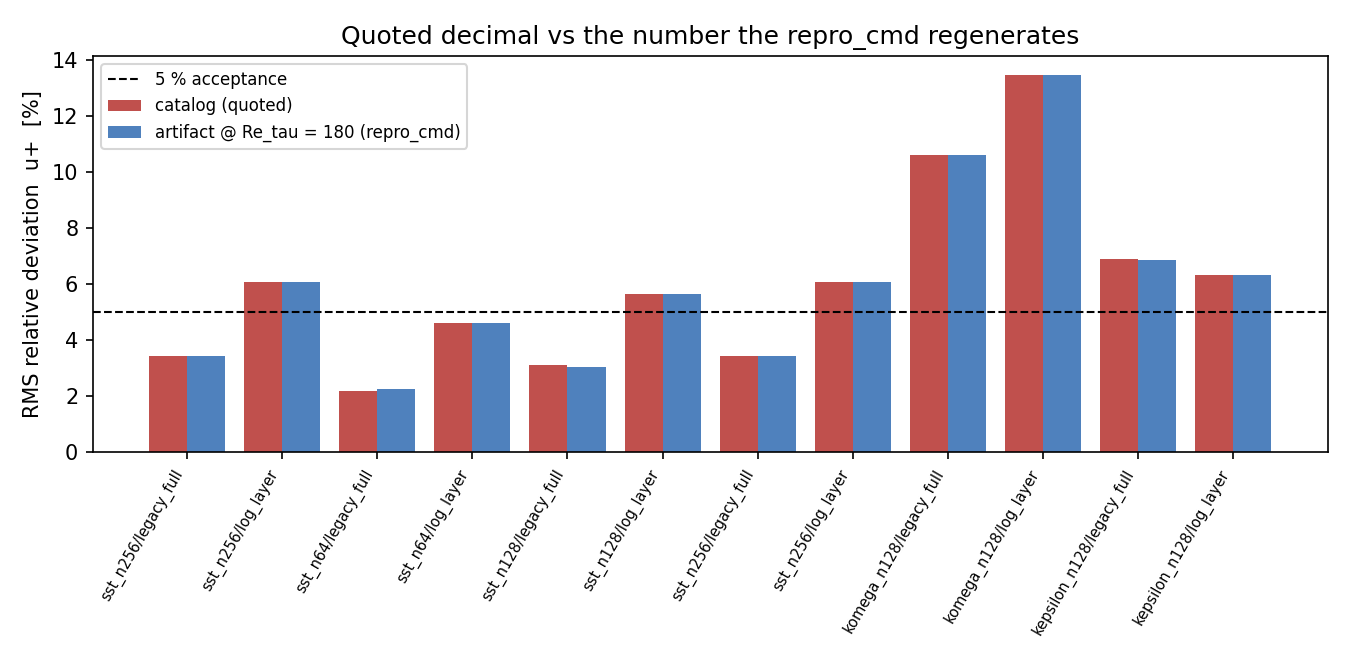 Quoted decimal vs the number the repro_cmd regenerates
RMS relative deviation u+ [%]
14
12
10
8
6
4
2
0
5 % acceptance
catalog (quoted)
artifact @ Re_tau = 180 (repro_cmd)
sst_n256/legacy_full
sst_n256/log_layer
sst_n64/legacy_full
sst_n64/log_layer
sst_n128/legacy_full
sst_n128/log_layer
sst_n256/legacy_full
sst_n256/log_layer
komega_n128/legacy_full
komega_n128/log_layer
kepsilon_n128/legacy_full
kepsilon_n128/log_layer